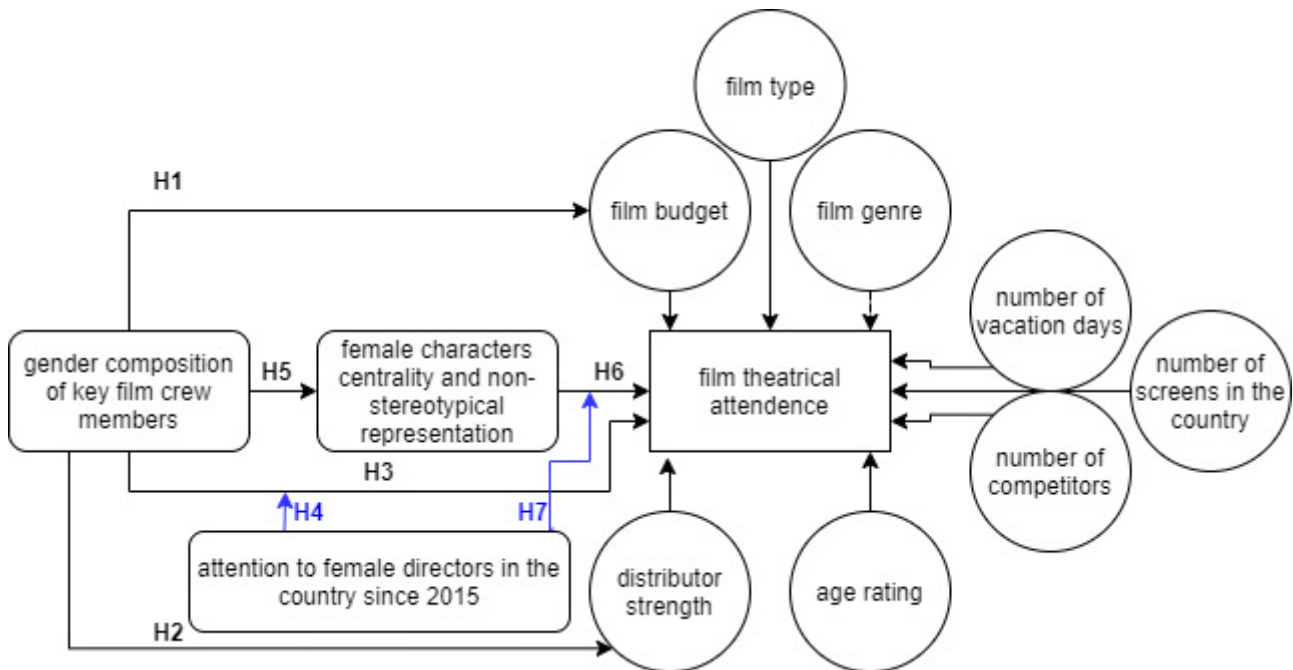 film type
H1
film budget
film genre
number of
vacation days
gender composition
of key film crew
members
H5
female characters
centrality and non-
stereotypical
representation
H6
film theatrical
attendence
number of
screens in the
country
H3
number of
competitors
H4
H7
attention to female directors in the
country since 2015
distributor
strength
age rating
H2